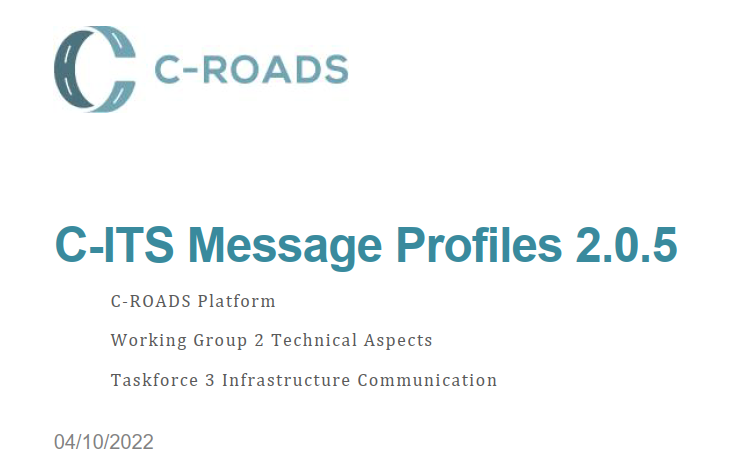 C-ROADS
C-ITS Message Profiles 2.0.5
C-ROADS Platform
Working Group 2 Technical Aspects
Taskforce 3 Infrastructure Communication
04/10/2022